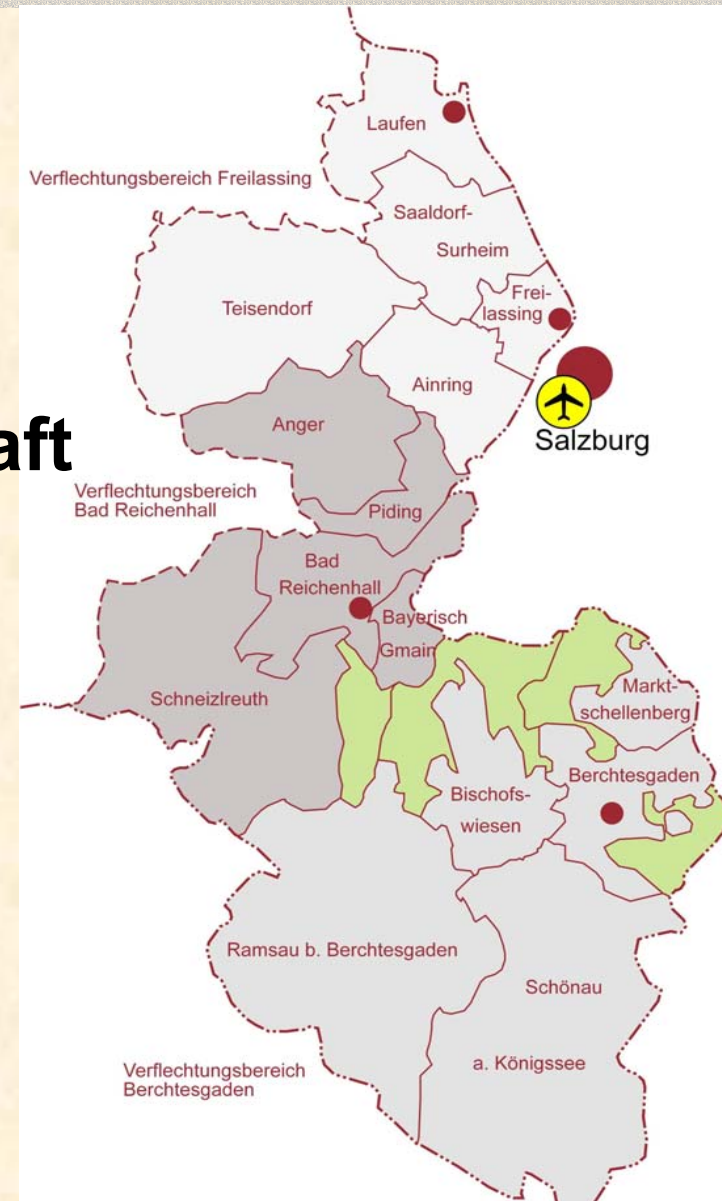 Laufen
Verflechtungsbereich Freilassing
Saaldorf-
Surheim
Frei-
lassing
Teisendorf
Ainring
Anger
aft
Salzburg
Verflechtungsbereich
Bad Reichenhall
Piding
Bad
Reichenhall
Bayerisch
Gmain
Schneizlreuth
Markt-
schellenberg
Berchtesgaden
Bischofs-
wiesen
Ramsau b. Berchtesgaden
Schönau
a. Königssee
Verflechtungsbereich
Berchtesgaden